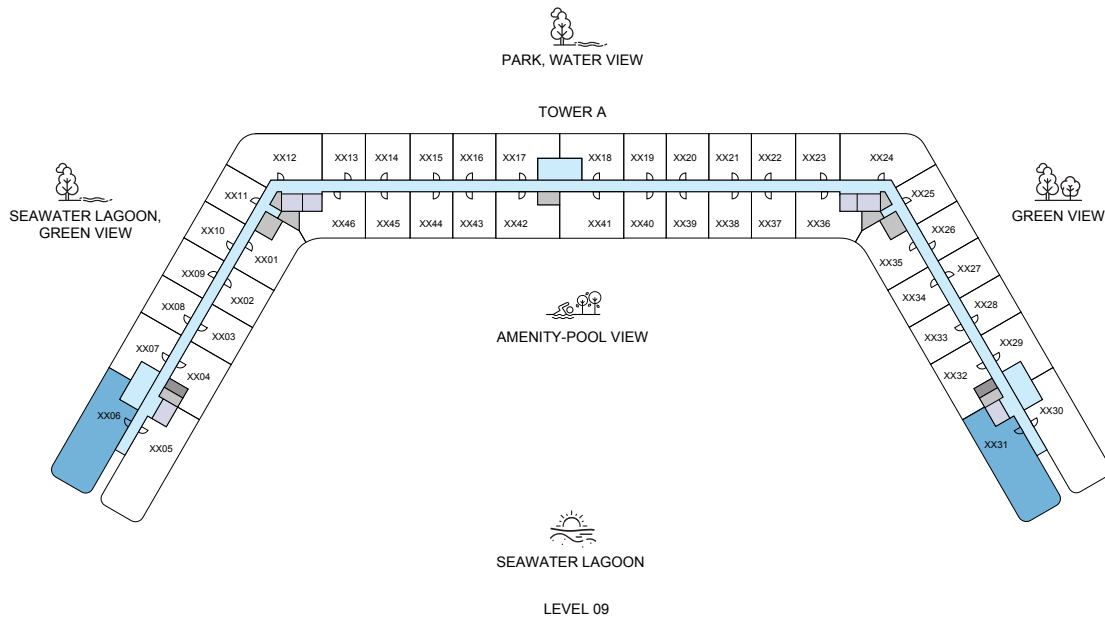 PARK, WATER VIEW
TOWER A
XX12 XX13 XX14 XX15 XX16 XX17 XX18 XX19 XX20 XX21 XX22 XX23 XX24
SEAWATER LAGOON,
GREEN VIEW
GREEN VIEW
XX11 XX25
XX10 XX46 XX45 XX44 XX43 XX42 XX41 XX40 XX39 XX38 XX37 XX36 XX26
XX01 XX35
XX09 XX27
XX02 XX34
XX08 XX28
XX03 XX33
AMENITY-POOL VIEW
XX07 XX29
XX04 XX32
XX06 XX30
XX05 XX31
SEAWATER LAGOON
LEVEL 09